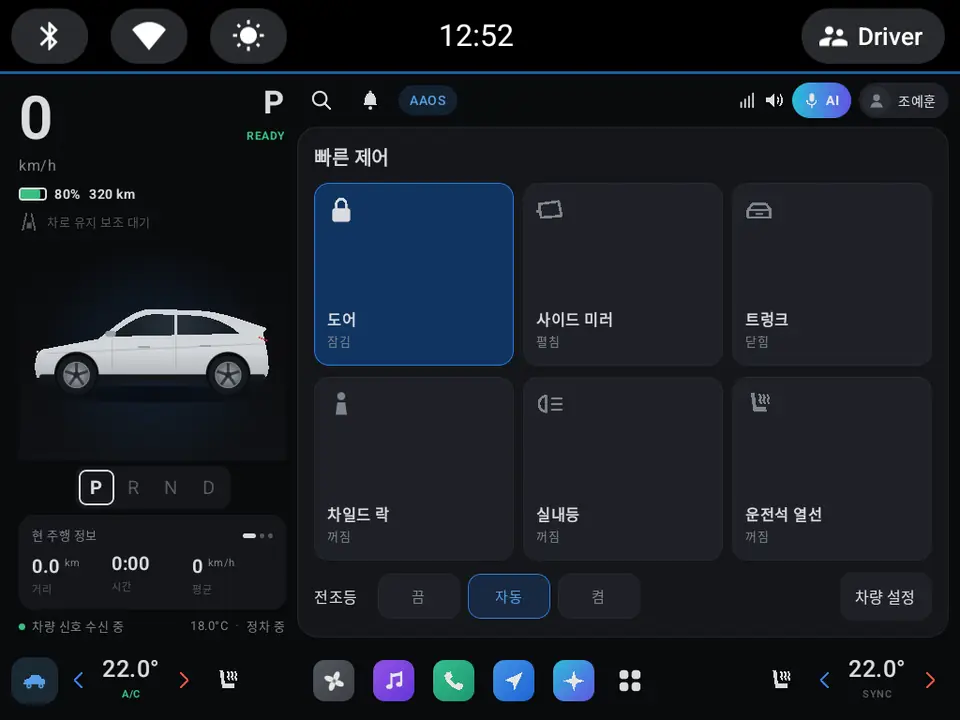 12:52
Driver
0
P
READY
km/h
80% 320 km
차로 유지 보조 대기
AAOS
AI
조예훈
빠른 제어
도어
잠김
사이드 미러
펼침
트렁크
닫힘
차일드 락
꺼짐
실내등
꺼짐
운전석 열선
꺼짐
P R N D
현 주행 정보
0.0 km
거리
0:00
시간
0 km/h
평균
차량 신호 수신 중
18.0°C · 정차 중
전조등
끔
자동
켬
차량 설정
22.0°
A/C
22.0°
SYNC